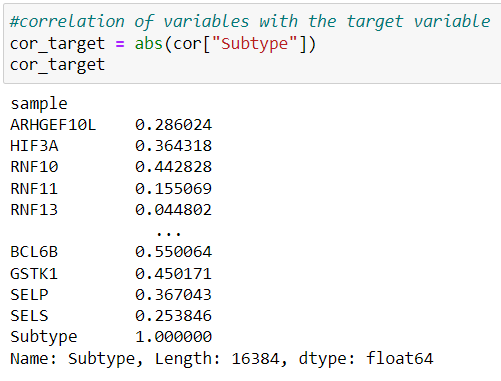 #correlation of variables with the target variable
cor_target = abs(cor["Subtype"])
cor_target
sample
ARHGEF10L    0.286024
HIF3A        0.364318
RNF10        0.442828
RNF11        0.155069
RNF13        0.044802
...
BCL6B        0.550064
GSTK1        0.450171
SELP         0.367043
SELS         0.253846
Subtype      1.000000
Name: Subtype, Length: 16384, dtype: float64